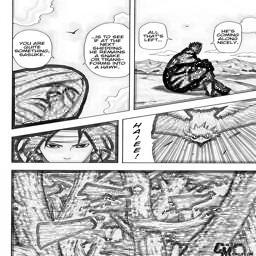 YOU ARE
QUITE
SOMETHING,
SASUKE.
...IS TO SEE
IF AT THE
NEXT
SHEDDING
HE REMAINS
A SNAKE
OR TRANS-
FORMS INTO
A HAWK.
ALL
THAT'S
LEFT...
HE'S
COMING
ALONG
NICELY.
HAIEE!